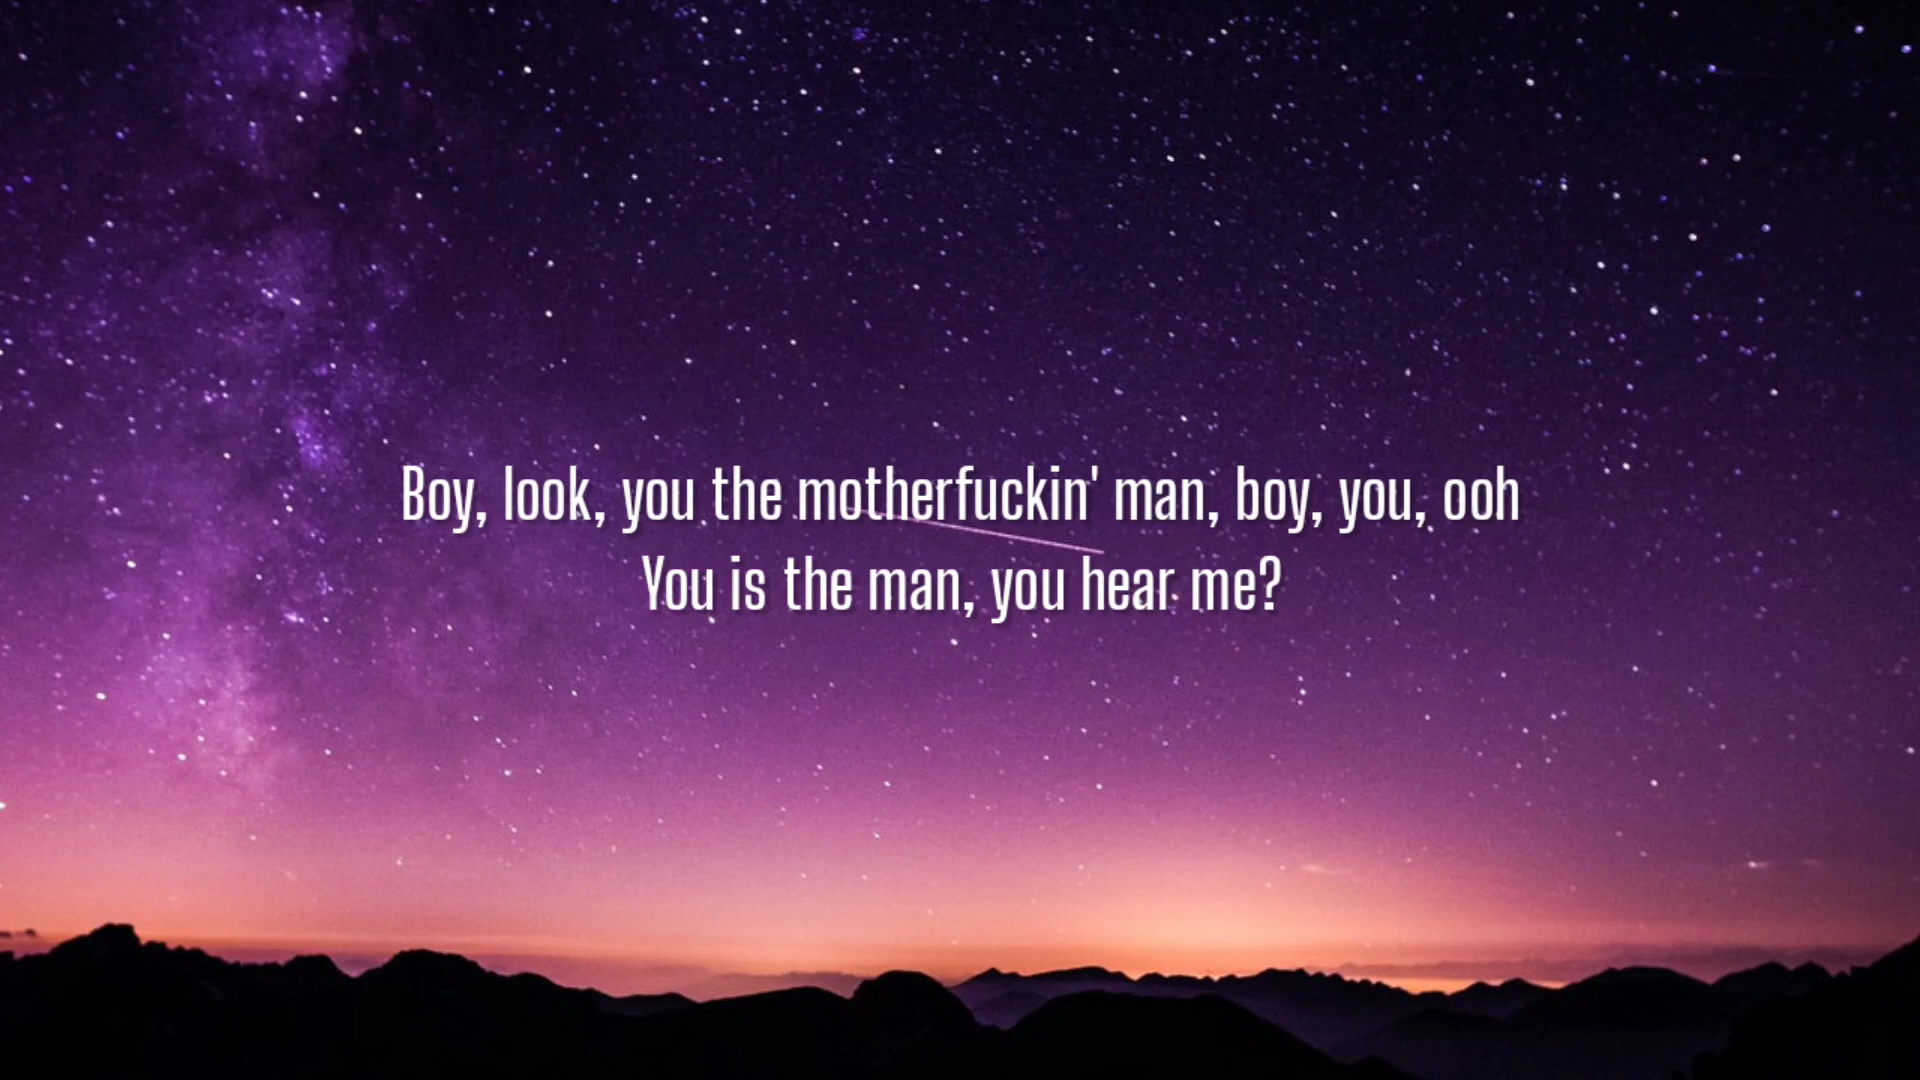 Boy, look, you the motherfuckin' man, boy, you, ooh
You is the man, you hear me?